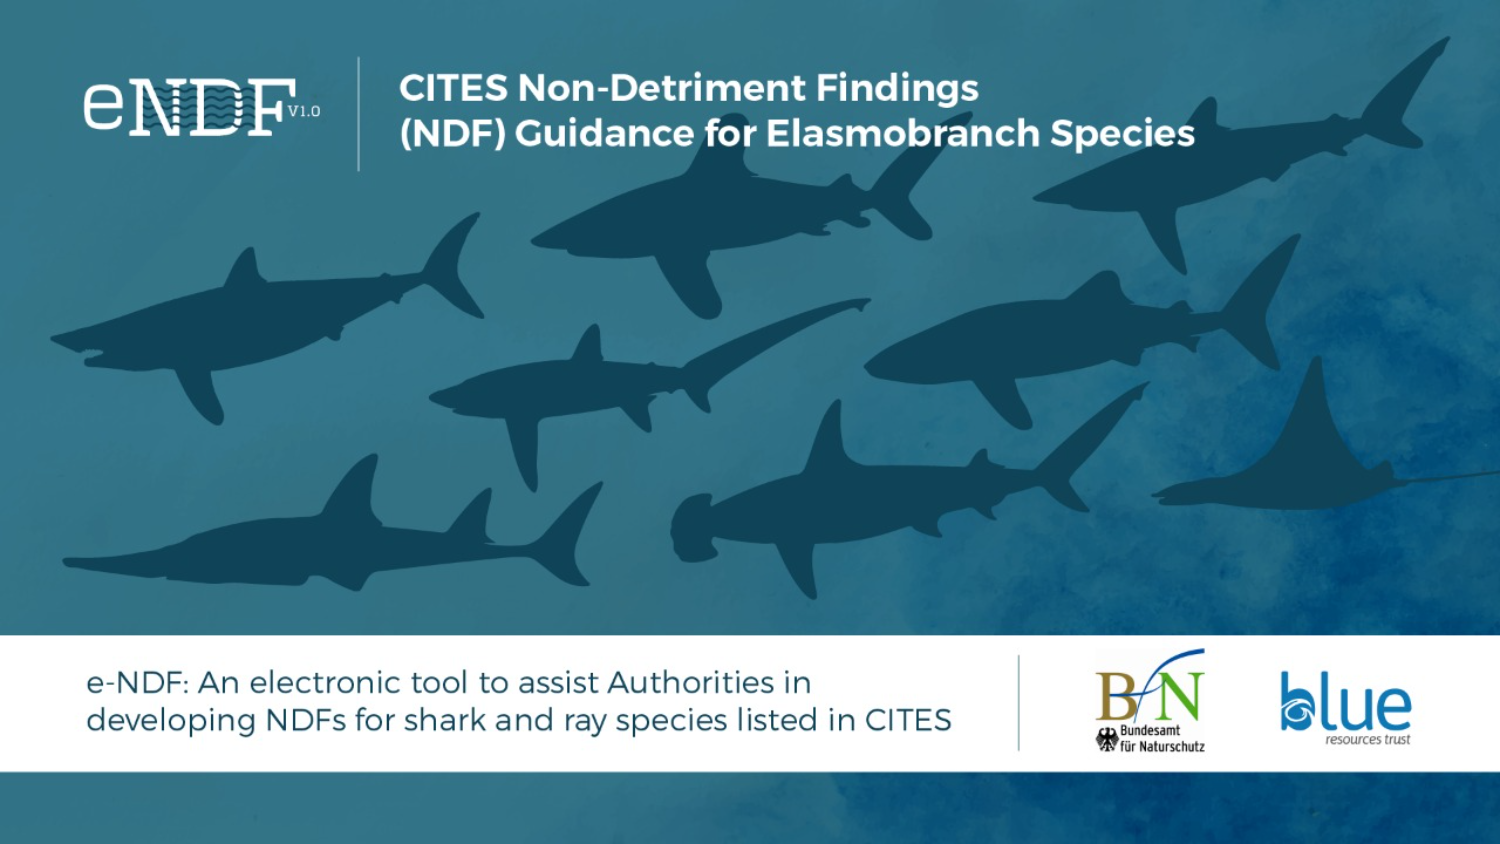 eNDF V1.0
CITES Non-Detriment Findings
(NDF) Guidance for Elasmobranch Species
e-NDF: An electronic tool to assist Authorities in
developing NDFs for shark and ray species listed in CITES
BfN
Bundesamt
für Naturschutz
blue
resources trust